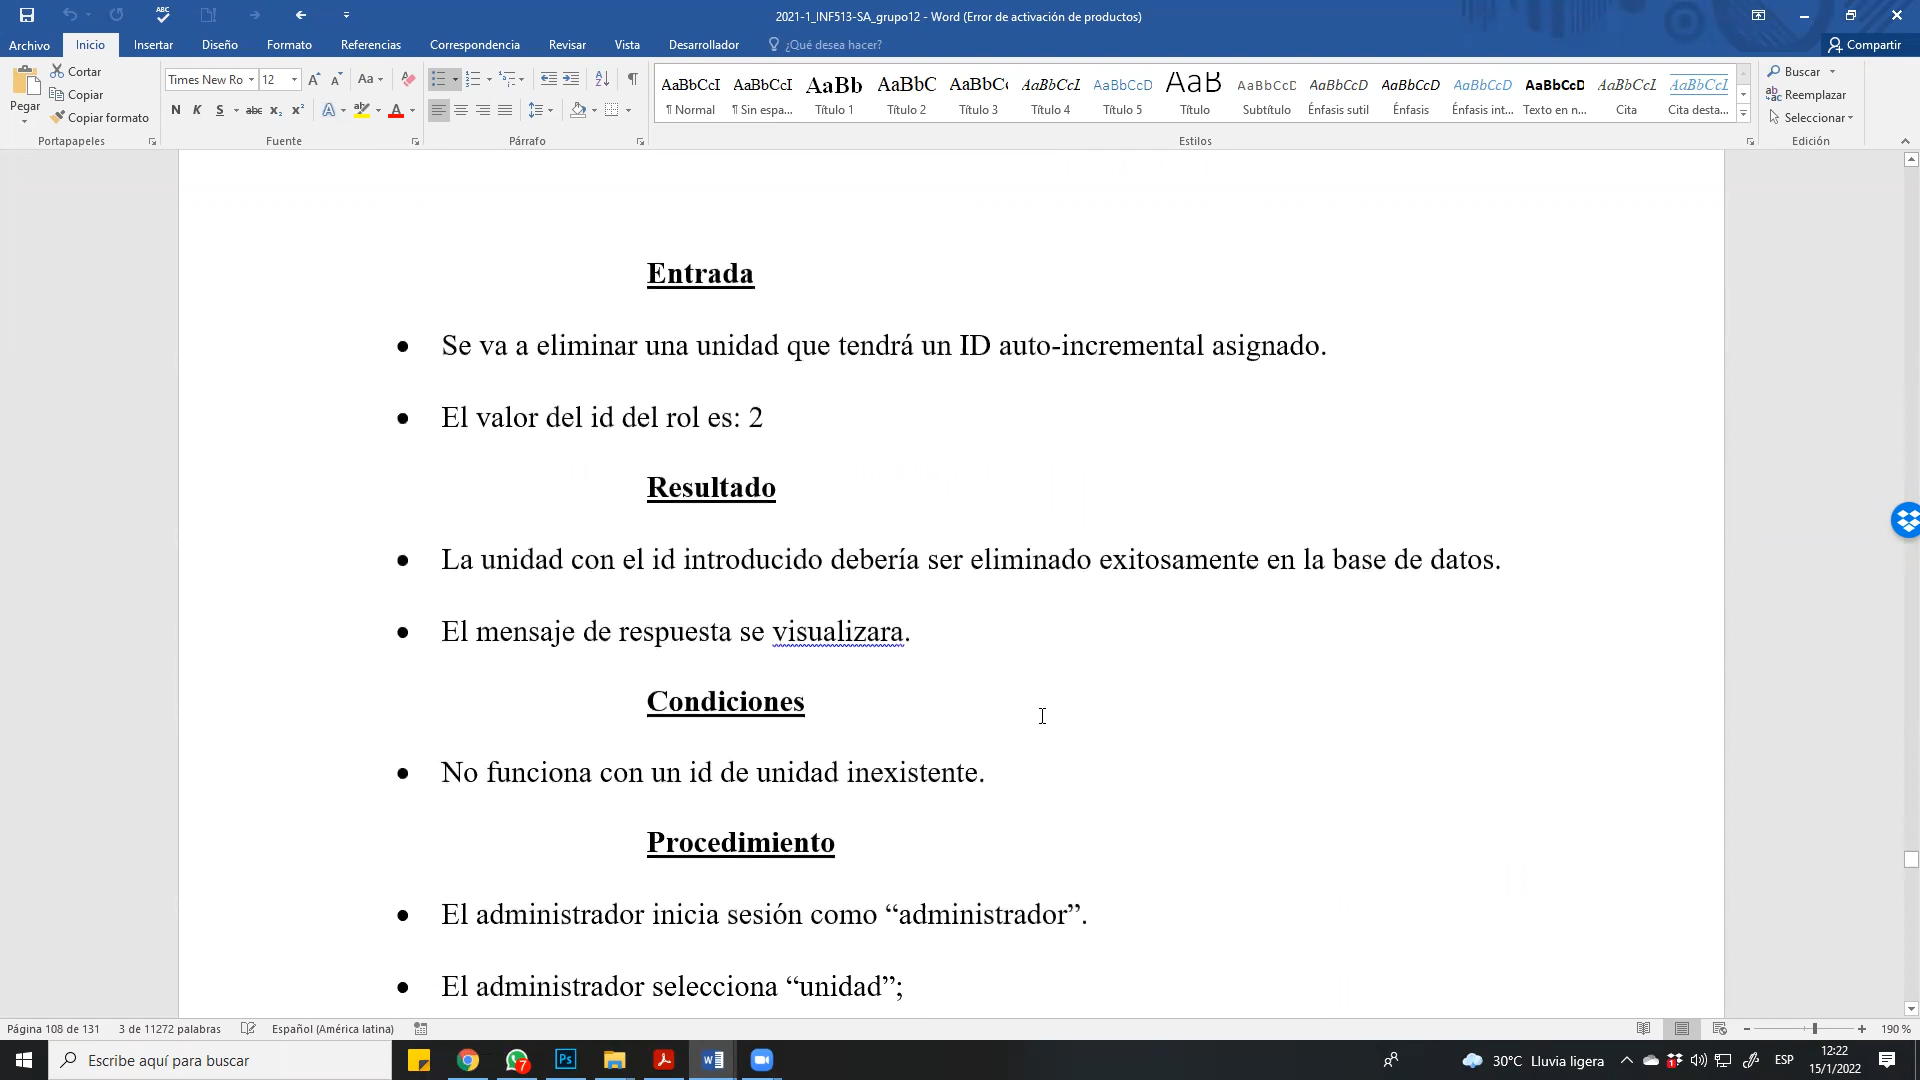 2021-1_INF513-SA_grupo12 - Word (Error de activación de productos)
Archivo Inicio Insertar Diseño Formato Referencias Correspondencia Revisar Vista Desarrollador ¿Qué desea hacer? Compartir
Pegar
Cortar
Copiar
Copiar formato
Portapapeles
Times New Ro 12
N K S abc x₂ x²
Fuente
Párrafo
AaBbCcI AaBbCcI AaBb AaBbC AaBbC AaBbCcI AaBbCcD AaB AaBbCcD AaBbCcD AaBbCcD AaBbCcD AaBbCcD AaBbCcI AaBbCcI
¶ Normal ¶ Sin espa... Título 1 Título 2 Título 3 Título 4 Título 5 Título Subtítulo Énfasis sutil Énfasis Énfasis int... Texto en n... Cita Cita desta...
Estilos
Buscar
Reemplazar
Seleccionar
Edición
Entrada
• Se va a eliminar una unidad que tendrá un ID auto-incremental asignado.
• El valor del id del rol es: 2
Resultado
• La unidad con el id introducido debería ser eliminado exitosamente en la base de datos.
• El mensaje de respuesta se visualizara.
Condiciones
• No funciona con un id de unidad inexistente.
Procedimiento
• El administrador inicia sesión como “administrador”.
• El administrador selecciona “unidad”;
Página 108 de 131 3 de 11272 palabras Español (América latina) 190 %
Escribe aquí para buscar 7 Ps 30°C Lluvia ligera ESP 12:22
15/1/2022